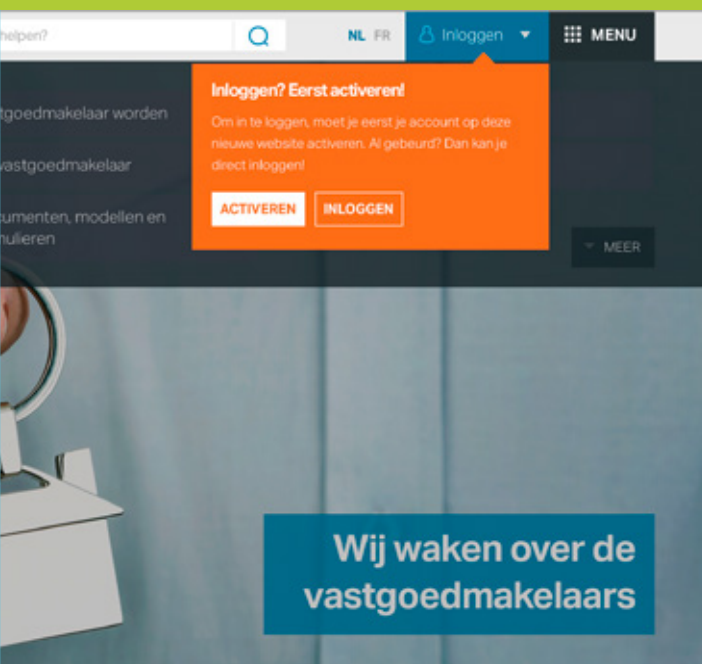 helpen?
NL FR
Inloggen
MENU
Inloggen? Eerst activeren!
Om in te loggen, moet je eerst je account op deze
nieuwe website activeren. Al gebeurd? Dan kan je
direct inloggen!
ACTIVEREN
INLOGGEN
tgoedmakelaar worden
vastgoedmakelaar
cumenten, modellen en
mulieren
MEER
Wij waken over de
vastgoedmakelaars